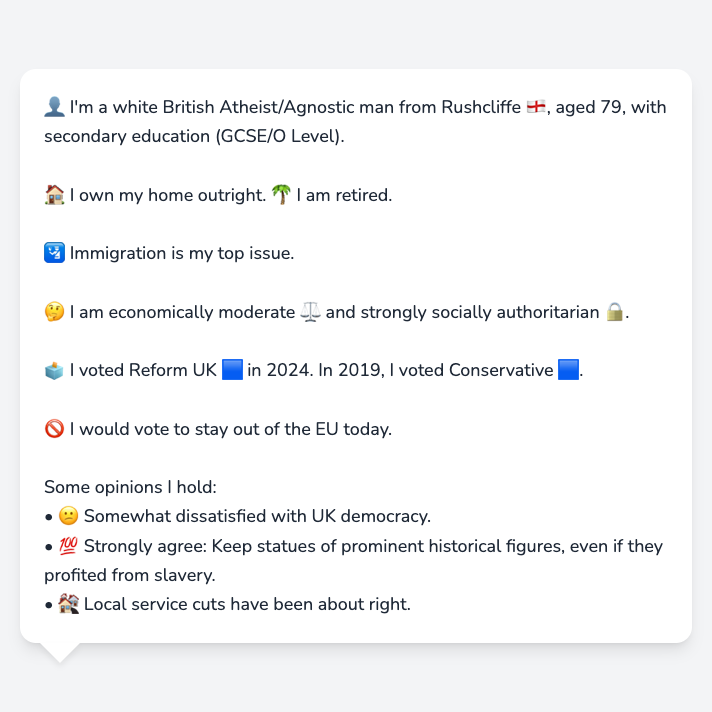 👤 I'm a white British Atheist/Agnostic man from Rushcliffe 🏴󠁧󠁢󠁥󠁮󠁧󠁿, aged 79, with
secondary education (GCSE/O Level).
🏠 I own my home outright. 🌴 I am retired.
🛂 Immigration is my top issue.
🤔 I am economically moderate ⚖️ and strongly socially authoritarian 🔒.
🗳️ I voted Reform UK 🟦 in 2024. In 2019, I voted Conservative 🟦.
🚫 I would vote to stay out of the EU today.
Some opinions I hold:
• 😕 Somewhat dissatisfied with UK democracy.
• 💯 Strongly agree: Keep statues of prominent historical figures, even if they
profited from slavery.
• 🏘️ Local service cuts have been about right.